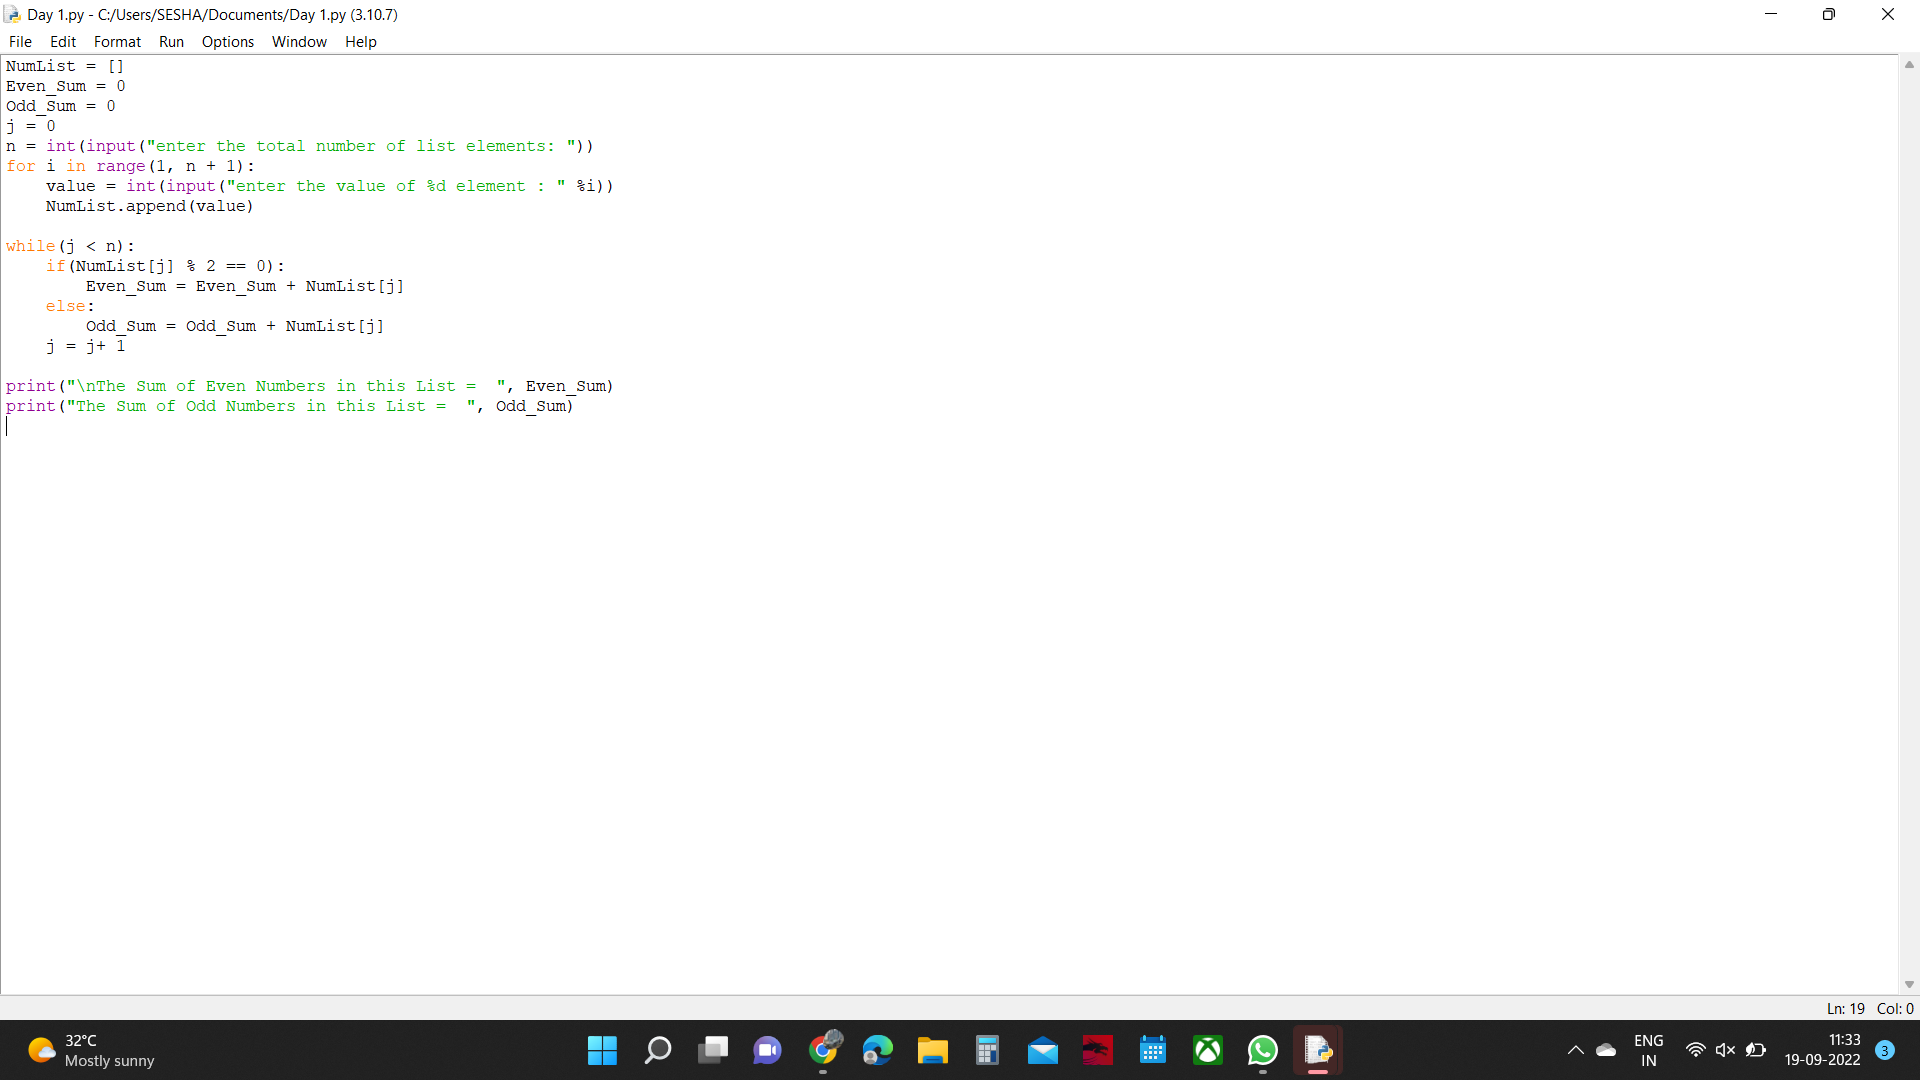 Day 1.py - C:/Users/SESHA/Documents/Day 1.py (3.10.7)
File Edit Format Run Options Window Help
NumList = []
Even_Sum = 0
Odd_Sum = 0
j = 0
n = int(input("enter the total number of list elements: "))
for i in range(1, n + 1):
    value = int(input("enter the value of %d element : " %i))
    NumList.append(value)

while(j < n):
    if(NumList[j] % 2 == 0):
        Even_Sum = Even_Sum + NumList[j]
    else:
        Odd_Sum = Odd_Sum + NumList[j]
    j = j+ 1

print("\nThe Sum of Even Numbers in this List =  ", Even_Sum)
print("The Sum of Odd Numbers in this List =  ", Odd_Sum)
Ln: 19 Col: 0
32°C
Mostly sunny
ENG
IN
11:33
19-09-2022
3